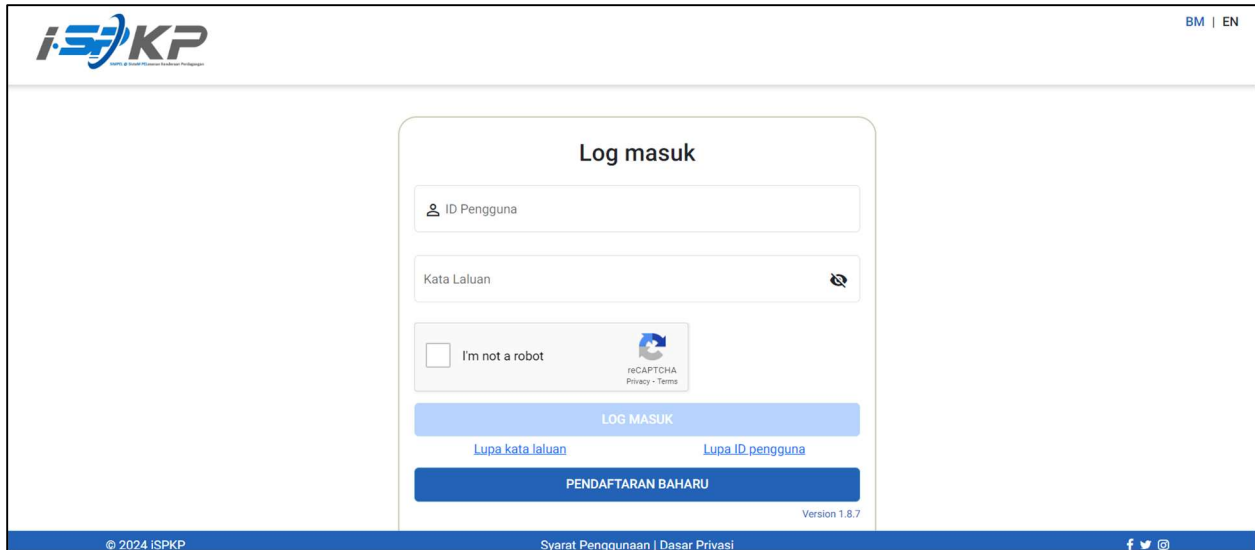 i-SPKP
BM | EN
Log masuk
ID Pengguna
Kata Laluan
I'm not a robot
reCAPTCHA
Privacy - Terms
LOG MASUK
Lupa kata laluan Lupa ID pengguna
PENDAFTARAN BAHARU
Version 1.8.7
© 2024 iSPKP Syarat Penggunaan | Dasar Privasi